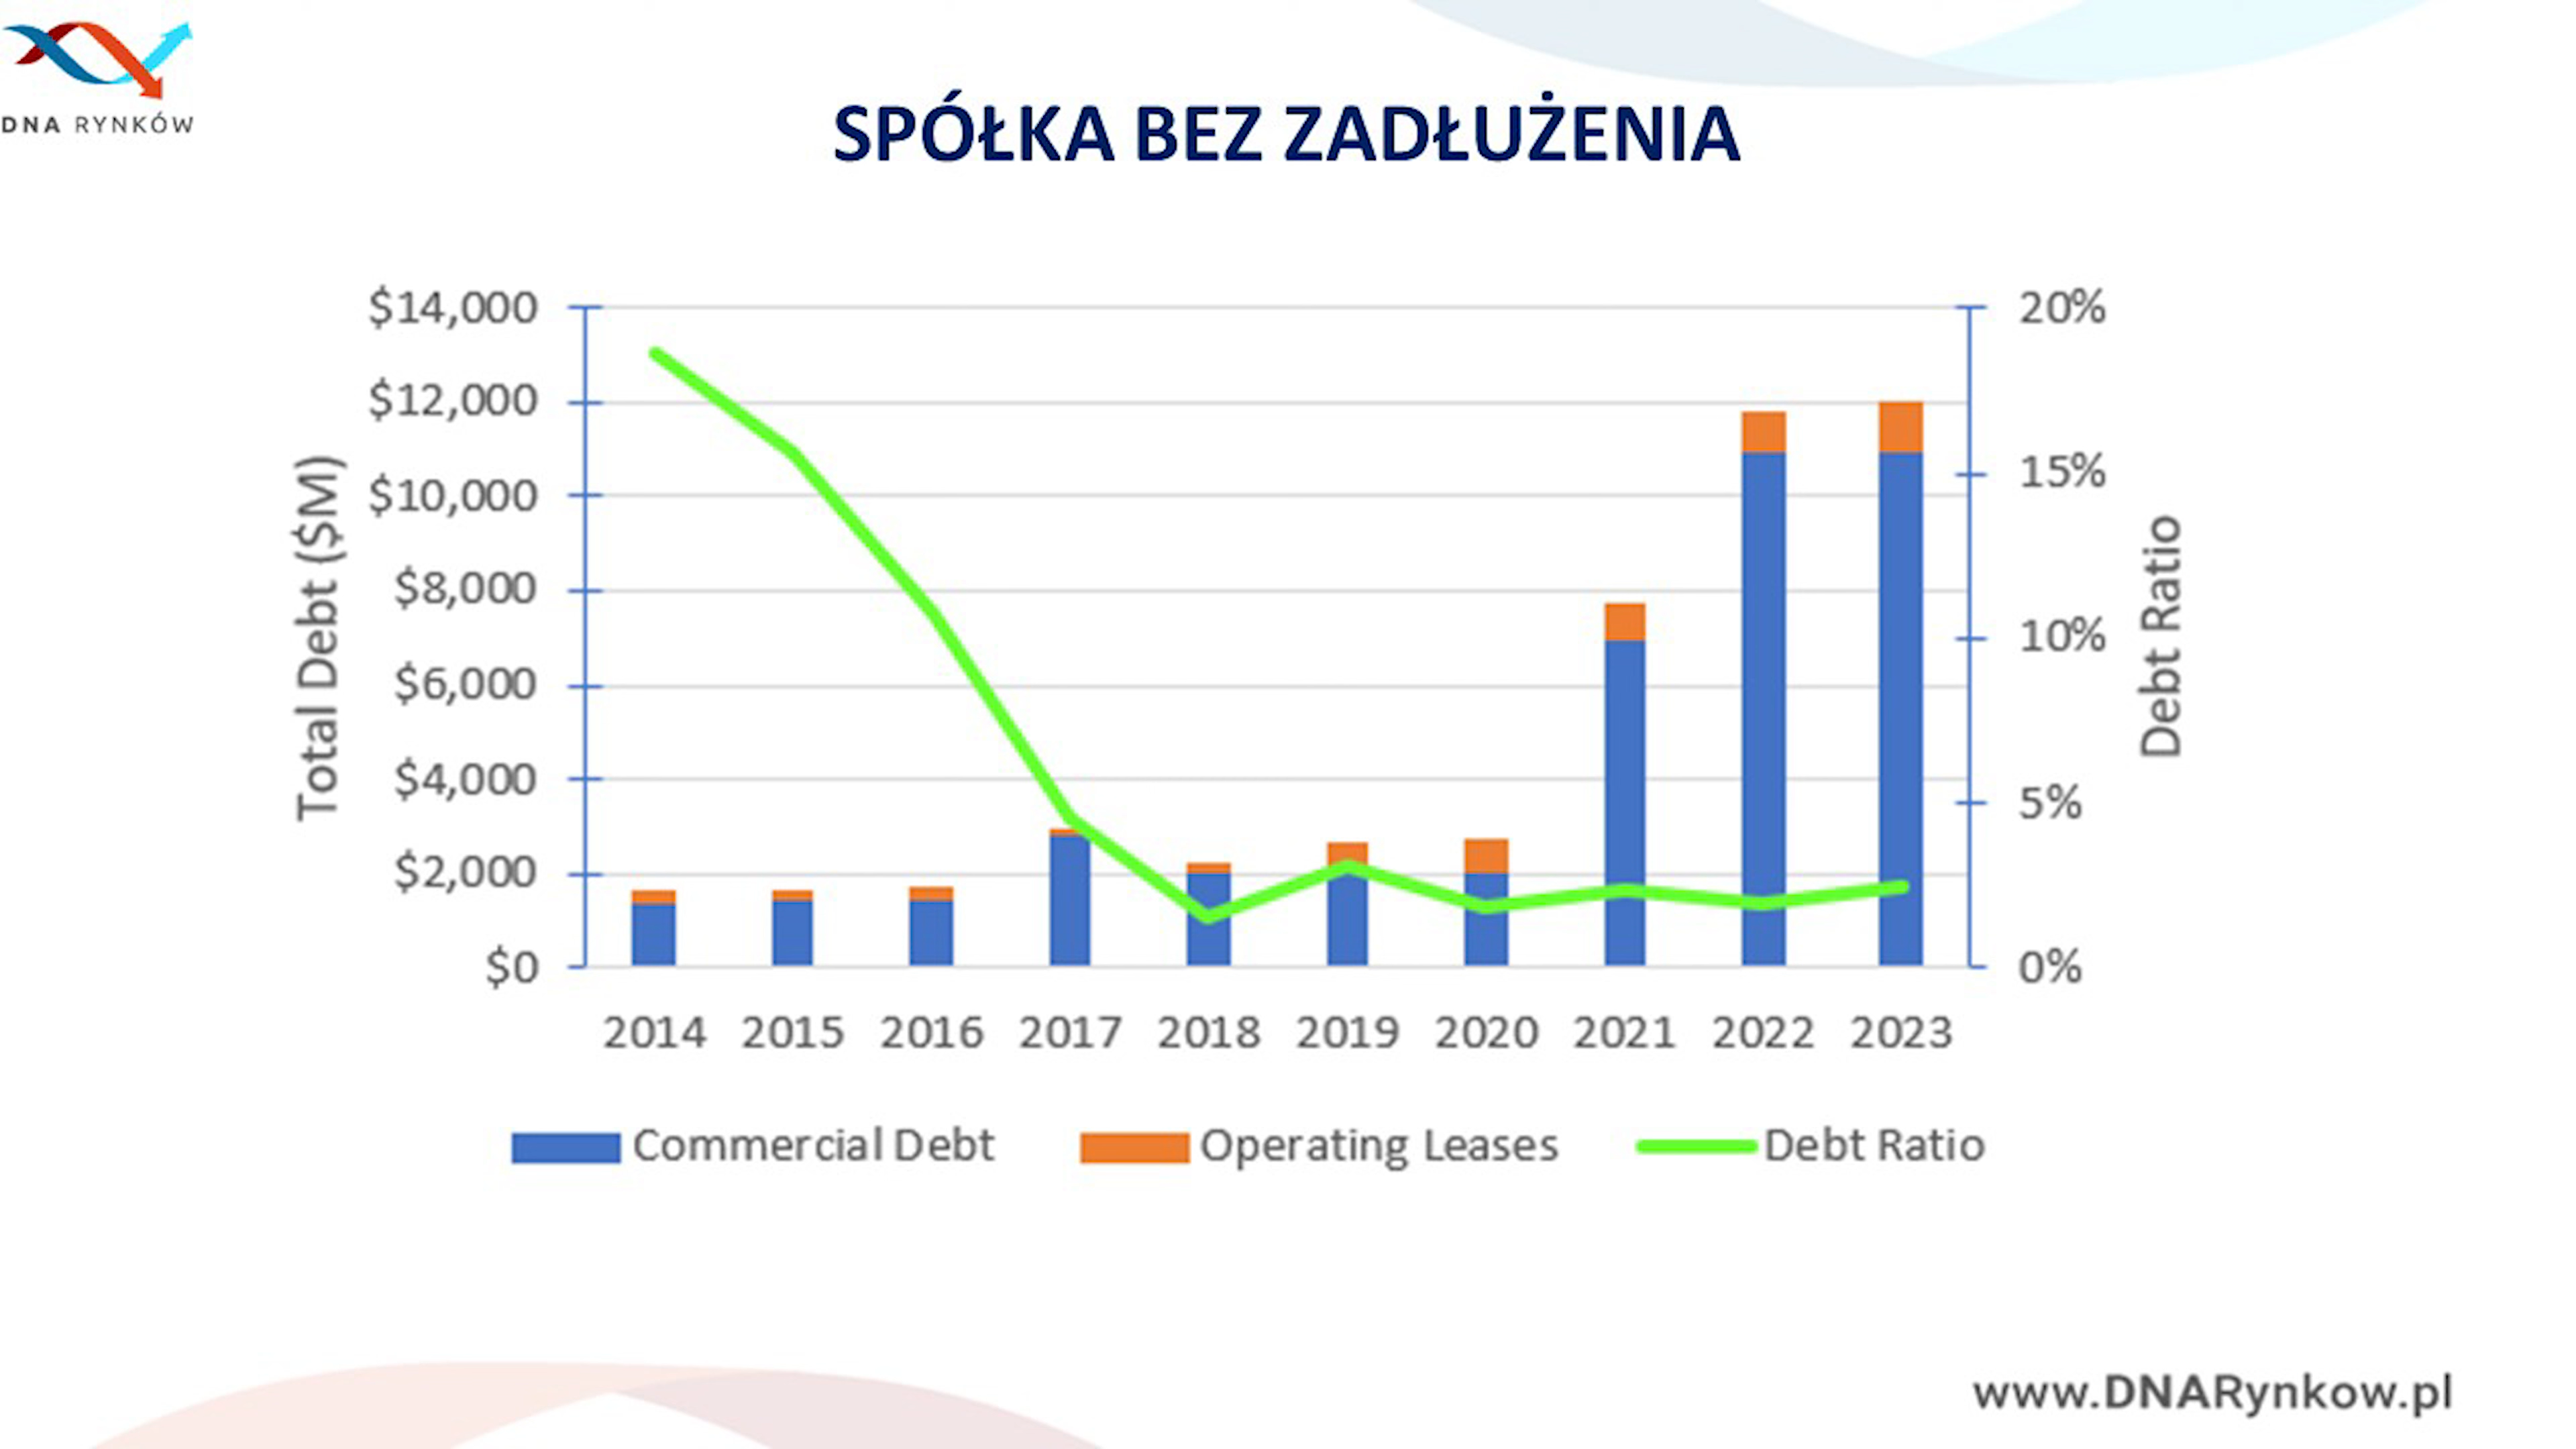 DNA RYNKÓW
SPÓŁKA BEZ ZADŁUŻENIA
Total Debt ($M)
$14,000
$12,000
$10,000
$8,000
$6,000
$4,000
$2,000
$0
20%
15%
10%
5%
0%
Debt Ratio
2014 2015 2016 2017 2018 2019 2020 2021 2022 2023
Commercial Debt Operating Leases Debt Ratio
www.DNARynkow.pl